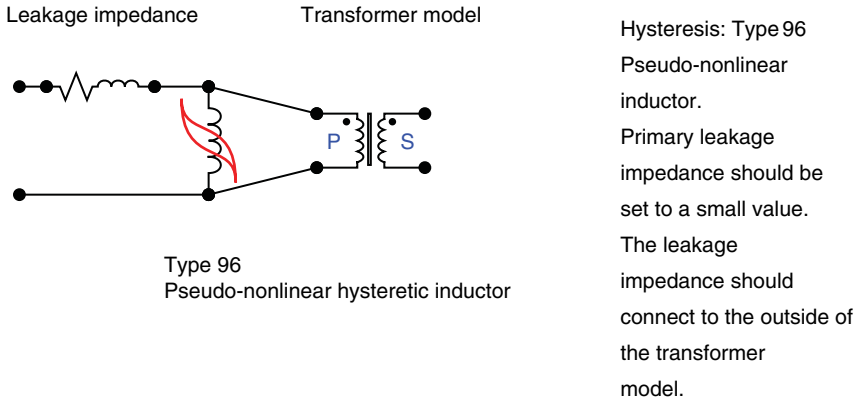 Leakage impedance
Transformer model
P
S
Type 96
Pseudo-nonlinear hysteretic inductor
Hysteresis: Type 96
Pseudo-nonlinear
inductor.
Primary leakage
impedance should be
set to a small value.
The leakage
impedance should
connect to the outside of
the transformer
model.